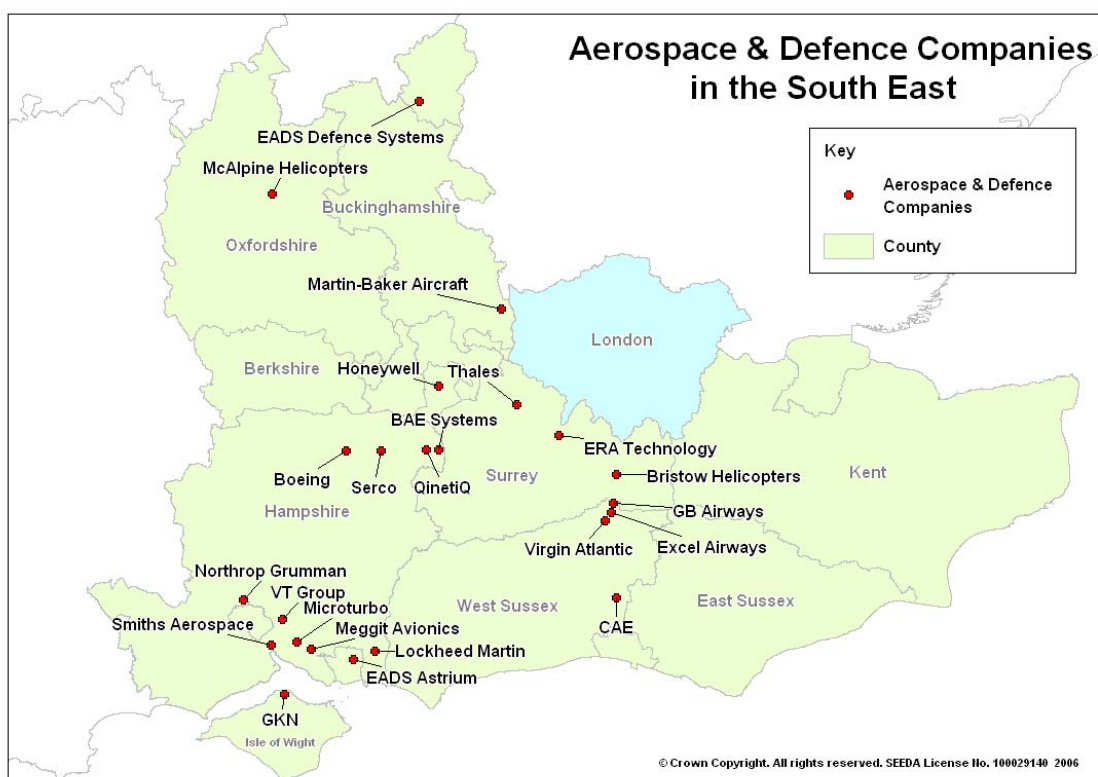 Aerospace & Defence Companies
in the South East
Key
Aerospace & Defence
Companies
County
EADS Defence Systems
McAlpine Helicopters
Buckinghamshire
Oxfordshire
Martin-Baker Aircraft
London
Berkshire
Honeywell
Thales
BAE Systems
ERA Technology
Kent
Boeing
Serco
QinetiQ
Surrey
Bristow Helicopters
Hampshire
GB Airways
Virgin Atlantic
Excel Airways
Northrop Grumman
VT Group
Microturbo
Smiths Aerospace
Meggit Avionics
West Sussex
East Sussex
CAE
Lockheed Martin
EADS Astrium
GKN
Isle of Wight
© Crown Copyright. All rights reserved. SEEDA License No. 100029140 2006